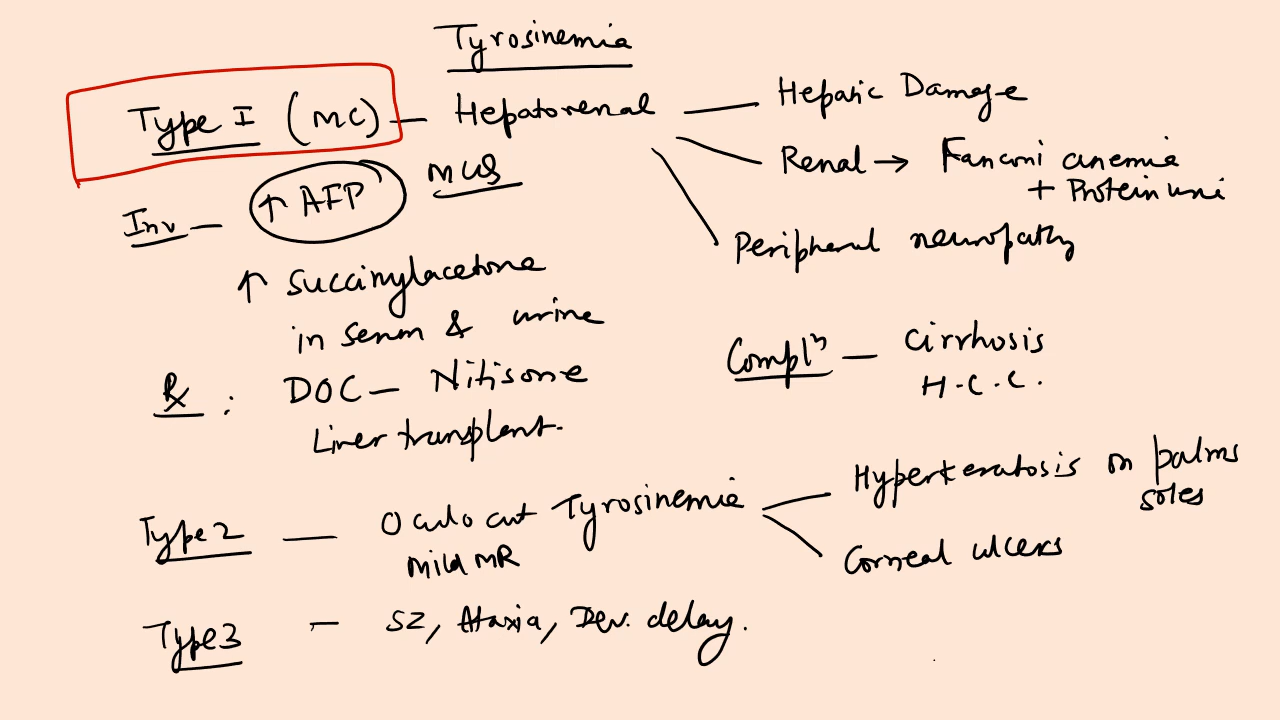 Tyrosinemia
Type I (MC) — Hepatorenal
Hepatic Damage
Renal → Fanconi anemia
+ Proteinuri
Peripheral neuropathy
Inv — ↑ AFP MCQ
↑ Succinylacetone
in serum & urine
Rx : DOC — Nitisone
Liver transplant.
Compl^n — Cirrhosis
H.C.C.
Type 2 — Oculo cut Tyrosinemia
mild MR
Hyperkeratosis on palms
soles
Corneal ulcers
Type 3 — SZ, Ataxia, Dev. delay.